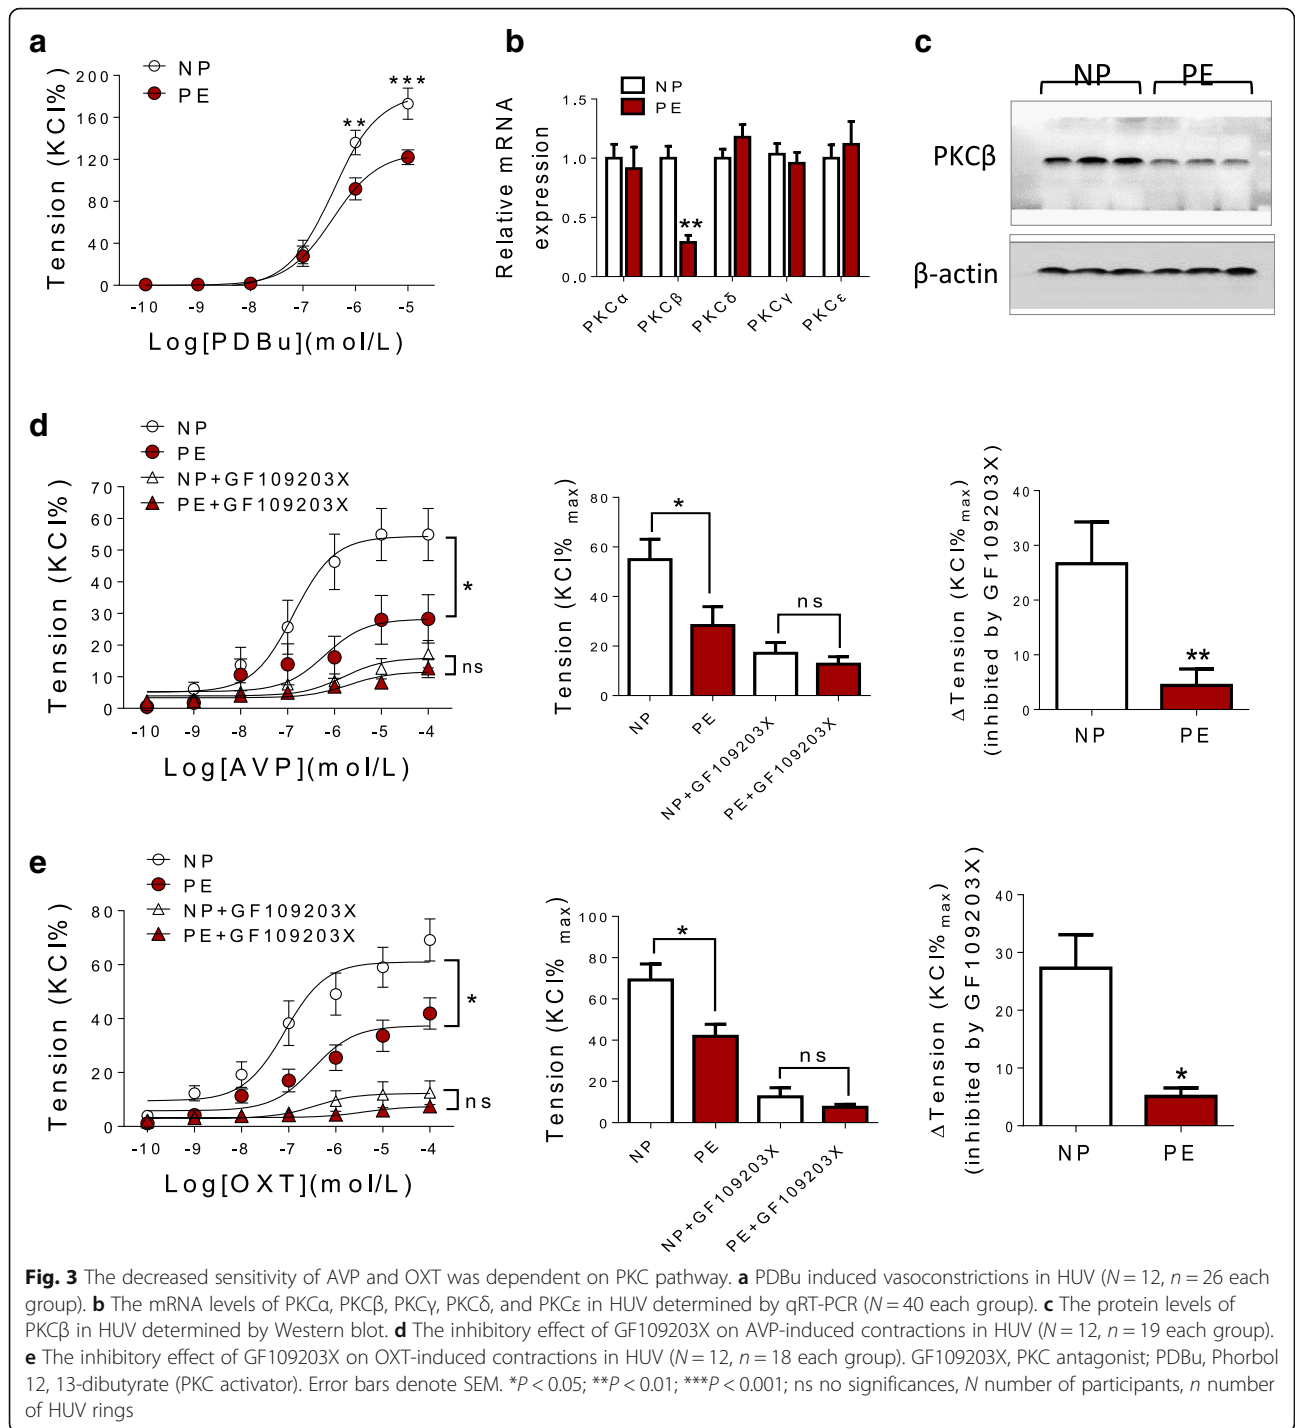 a
NP
PE
Tension (KCl%)
200
160
120
80
40
0
**
***
-10 -9 -8 -7 -6 -5
Log[PDBu](mol/L)
b
NP
PE
Relative mRNA
expression
1.5
1.0
0.5
0.0
**
PKCα PKCβ PKCδ PKCγ PKCε
c
NP PE
PKCβ
β-actin
d
NP
PE
NP+GF109203X
PE+GF109203X
Tension (KCl%)
70
60
50
40
30
20
10
0
*
ns
-10 -9 -8 -7 -6 -5 -4
Log[AVP](mol/L)
Tension (KCl% max)
80
60
40
20
0
*
ns
NP PE NP+GF109203X PE+GF109203X
ΔTension (KCl%max)
(inhibited by GF109203X)
40
30
20
10
0
**
NP PE
e
NP
PE
NP+GF109203X
PE+GF109203X
Tension (KCl%)
80
60
40
20
0
*
ns
-10 -9 -8 -7 -6 -5 -4
Log[OXT](mol/L)
Tension (KCl% max)
100
80
60
40
20
0
*
ns
NP PE NP+GF109203X PE+GF109203X
ΔTension (KCl%max)
(inhibited by GF109203X)
40
30
20
10
0
*
NP PE
Fig. 3 The decreased sensitivity of AVP and OXT was dependent on PKC pathway. a PDBu induced vasoconstrictions in HUV (N = 12, n = 26 each
group). b The mRNA levels of PKCα, PKCβ, PKCγ, PKCδ, and PKCε in HUV determined by qRT-PCR (N = 40 each group). c The protein levels of
PKCβ in HUV determined by Western blot. d The inhibitory effect of GF109203X on AVP-induced contractions in HUV (N = 12, n = 19 each group).
e The inhibitory effect of GF109203X on OXT-induced contractions in HUV (N = 12, n = 18 each group). GF109203X, PKC antagonist; PDBu, Phorbol
12, 13-dibutyrate (PKC activator). Error bars denote SEM. *P < 0.05; **P < 0.01; ***P < 0.001; ns no significances, N number of participants, n number
of HUV rings